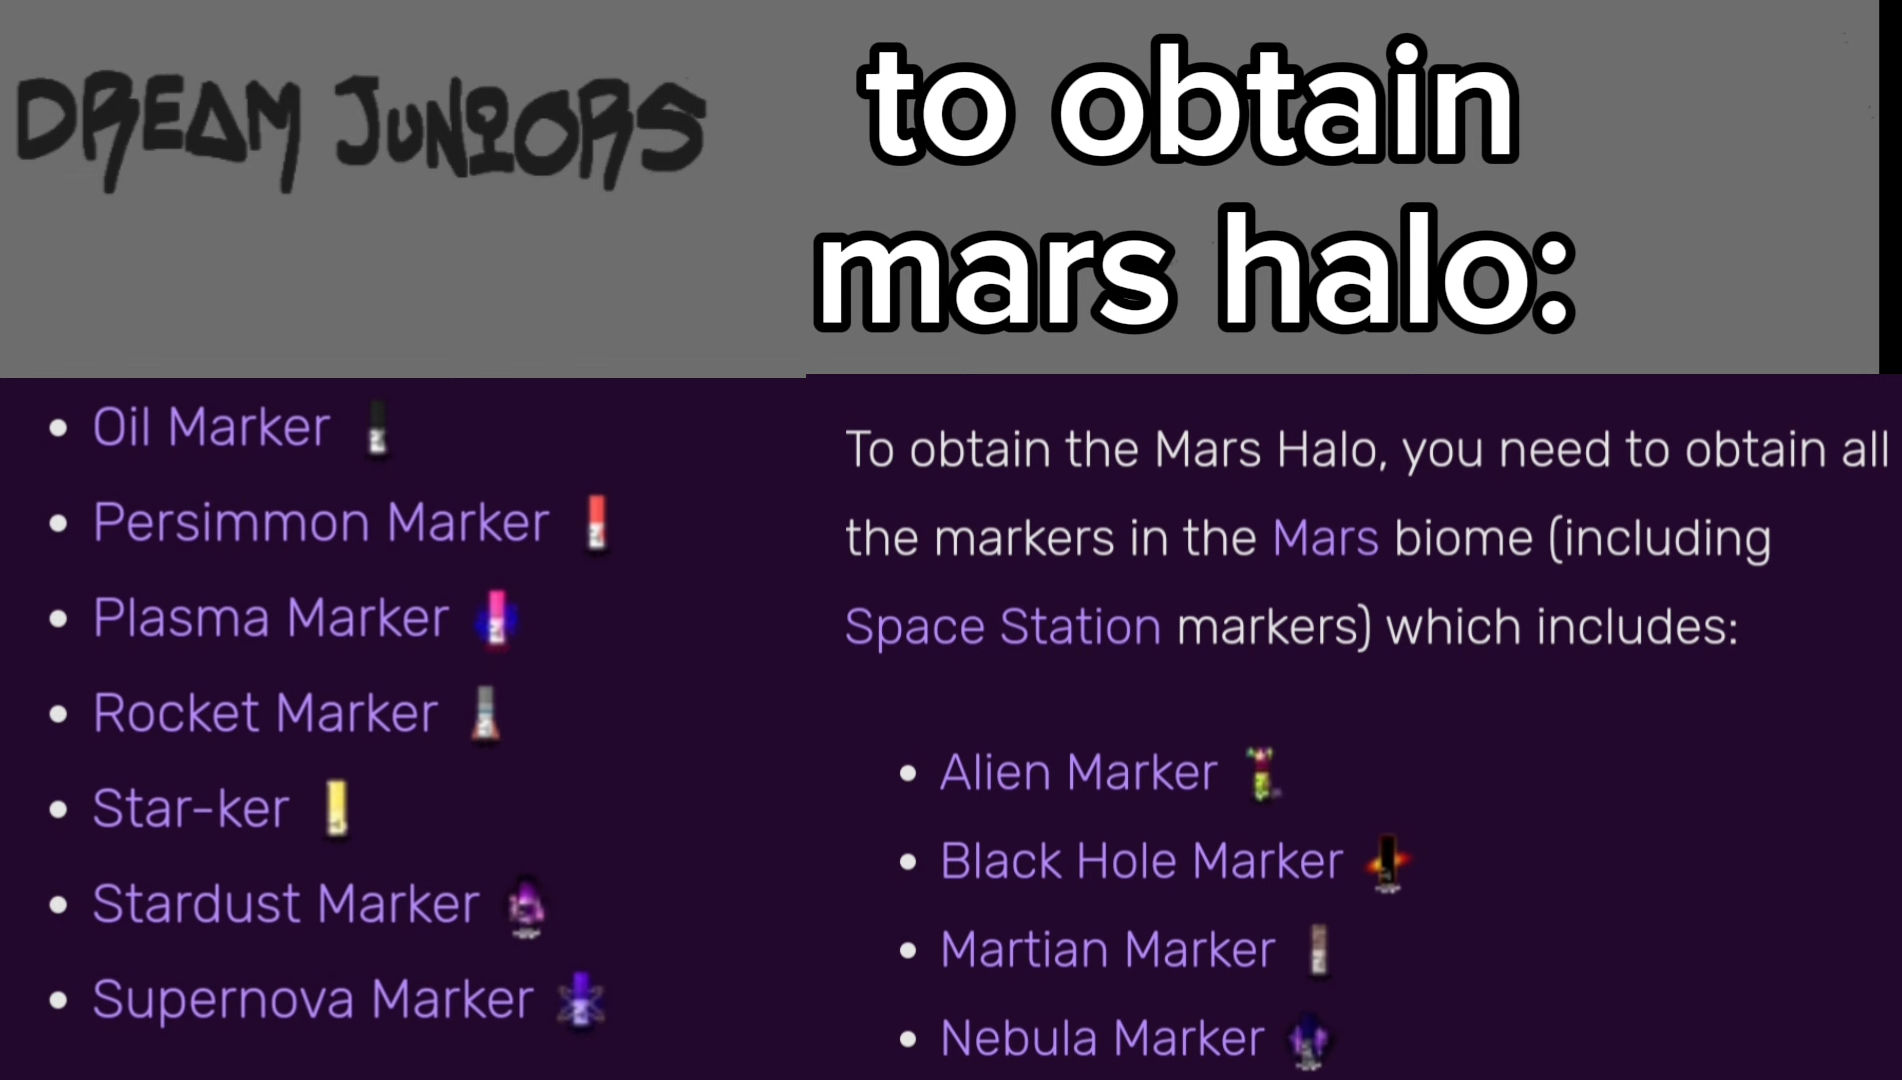 DREAM JUNIORS
to obtain
mars halo:
To obtain the Mars Halo, you need to obtain all
the markers in the Mars biome (including
Space Station markers) which includes:
Alien Marker
Black Hole Marker
Martian Marker
Nebula Marker
Oil Marker
Persimmon Marker
Plasma Marker
Rocket Marker
Star-ker
Stardust Marker
Supernova Marker